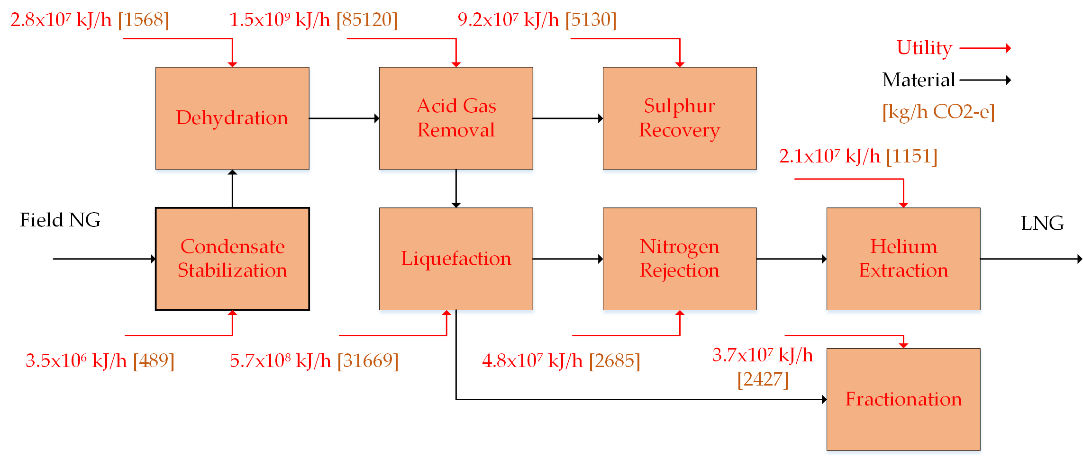 2.8x10⁷ kJ/h [1568]
1.5x10⁹ kJ/h [85120]
9.2x10⁷ kJ/h [5130]
Utility
Material
[kg/h CO2-e]
Dehydration
Acid Gas
Removal
Sulphur
Recovery
2.1x10⁷ kJ/h [1151]
Field NG
Condensate
Stabilization
Liquefaction
Nitrogen
Rejection
Helium
Extraction
LNG
3.5x10⁶ kJ/h [489]
5.7x10⁸ kJ/h [31669]
4.8x10⁷ kJ/h [2685]
3.7x10⁷ kJ/h
[2427]
Fractionation